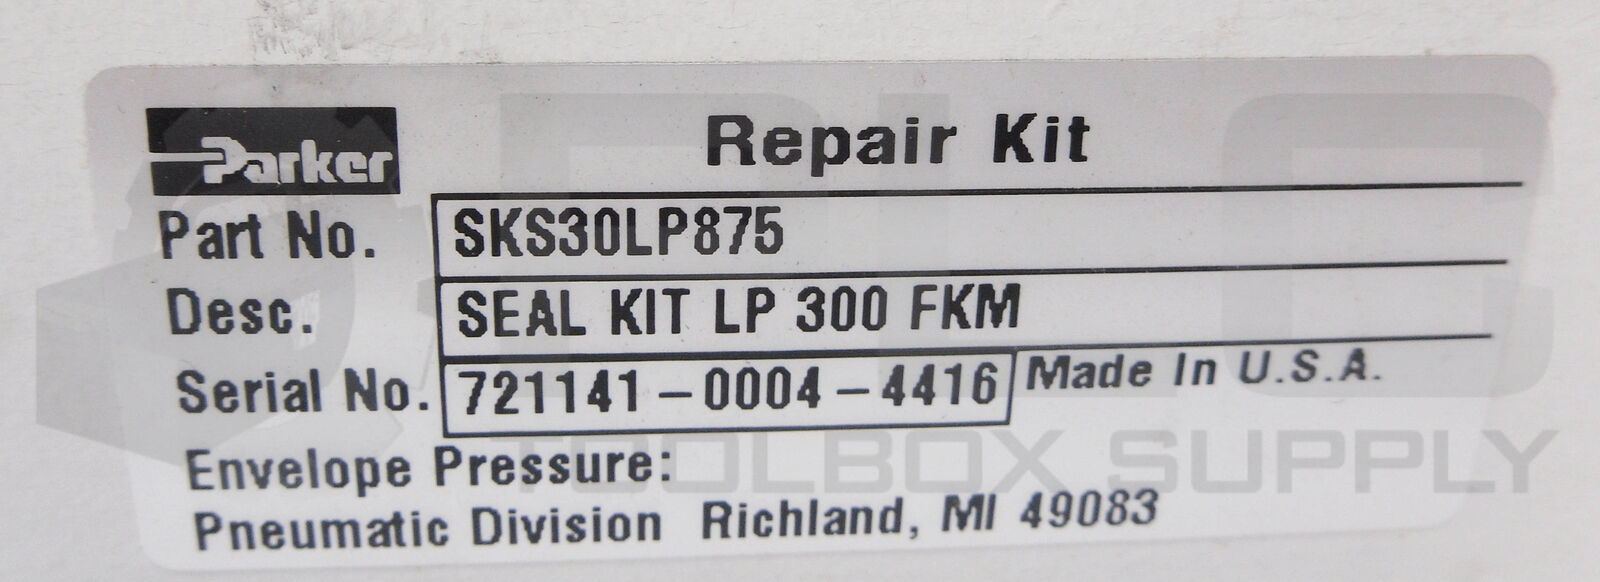 Parker
Repair Kit
Part No. SKS30LP875
Desc. SEAL KIT LP 300 FKM
Serial No. 721141-0004-4416 Made In U.S.A.
Envelope Pressure:
Pneumatic Division Richland, MI 49083
PLC
TOOLBOX SUPPLY